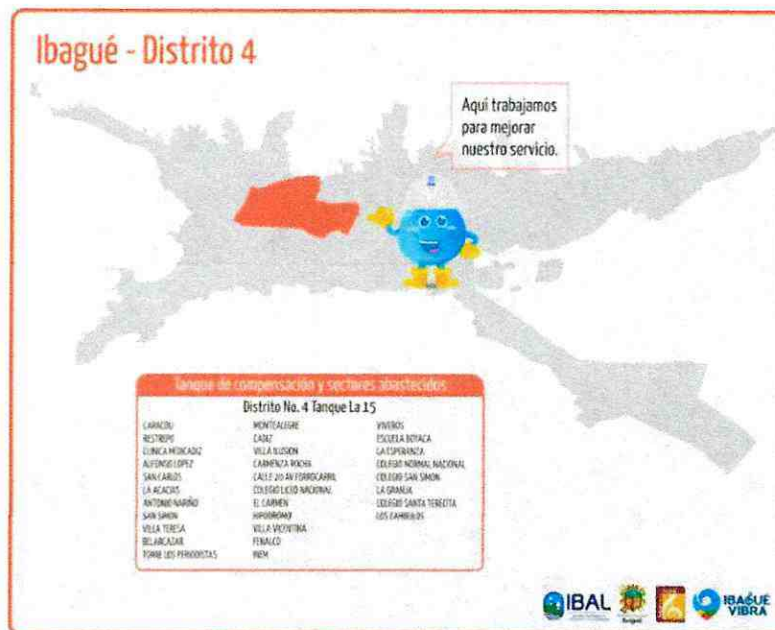 Ibagué - Distrito 4
Aquí trabajamos
para mejorar
nuestro servicio.
Tanque de compensación y sectores abastecidos
Distrito No. 4 Tanque La 15
CARACOLI
RESTREPO
CLINICA MEDICADIZ
ALFONSO LOPEZ
SAN CARLOS
LA ACACIAS
ANTONIO NARIÑO
SAN SIMON
VILLA TERESA
BELARCAZAR
TORRE LOS PERIODISTAS
MONTEALEGRE
CADIZ
VILLA ILUSION
CARMENZA ROCHA
CALLE 20 AV FERROCARRIL
COLEGIO LICEO NACIONAL
EL CARMEN
HIPODROMO
VILLA VICENTINA
FENALCO
INEM
VIVEROS
ESCUELA BOYACA
LA ESPERANZA
COLEGIO NORMAL NACIONAL
COLEGIO SAN SIMON
LA GRANJA
COLEGIO SANTA TERECITA
LOS CAMBULOS
IBAL
Ibagué
IBAGUÉ
VIBRA